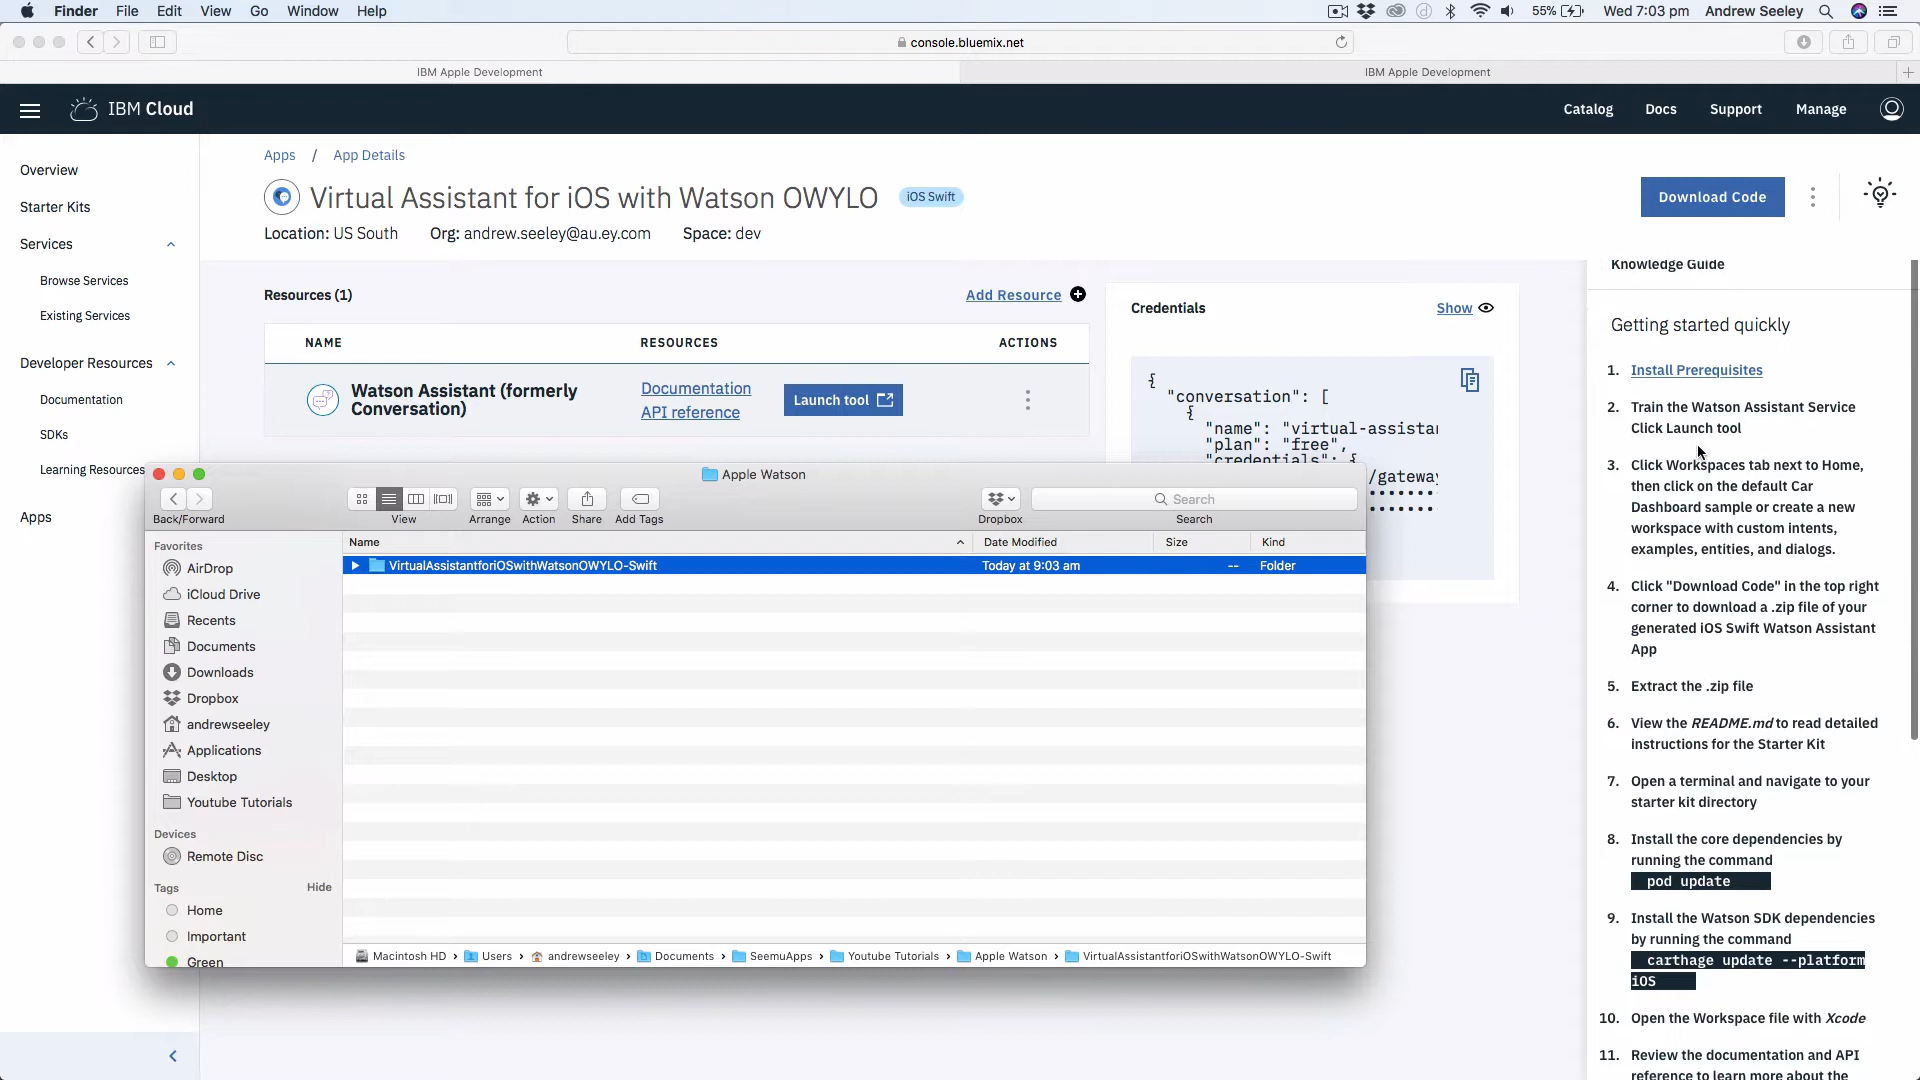 Finder File Edit View Go Window Help
55% Wed 7:03 pm Andrew Seeley
console.bluemix.net
IBM Apple Development
IBM Apple Development
IBM Cloud
Catalog Docs Support Manage
Overview
Starter Kits
Services
Browse Services
Existing Services
Developer Resources
Documentation
SDKs
Learning Resources
Apps
Apps / App Details
Virtual Assistant for iOS with Watson OWYLO iOS Swift
Download Code
Location: US South Org: andrew.seeley@au.ey.com Space: dev
Resources (1)
Add Resource
NAME RESOURCES ACTIONS
Watson Assistant (formerly
Conversation)
Documentation
API reference
Launch tool
Credentials
Show
{
"conversation": [
{
"name": "virtual-assistan
"plan": "free",
"credentials": {
/gateway
Knowledge Guide
Getting started quickly
1. Install Prerequisites
2. Train the Watson Assistant Service
Click Launch tool
3. Click Workspaces tab next to Home,
then click on the default Car
Dashboard sample or create a new
workspace with custom intents,
examples, entities, and dialogs.
4. Click "Download Code" in the top right
corner to download a .zip file of your
generated iOS Swift Watson Assistant
App
5. Extract the .zip file
6. View the README.md to read detailed
instructions for the Starter Kit
7. Open a terminal and navigate to your
starter kit directory
8. Install the core dependencies by
running the command
pod update
9. Install the Watson SDK dependencies
by running the command
carthage update --platform
iOS
10. Open the Workspace file with Xcode
11. Review the documentation and API
reference to learn more about the
Apple Watson
Back/Forward View Arrange Action Share Add Tags Dropbox Search
Search
Favorites
AirDrop
iCloud Drive
Recents
Documents
Downloads
Dropbox
andrewseeley
Applications
Desktop
Youtube Tutorials
Devices
Remote Disc
Tags Hide
Home
Important
Green
Name Date Modified Size Kind
VirtualAssistantforiOSwithWatsonOWYLO-Swift Today at 9:03 am -- Folder
Macintosh HD › Users › andrewseeley › Documents › SeemuApps › Youtube Tutorials › Apple Watson › VirtualAssistantforiOSwithWatsonOWYLO-Swift